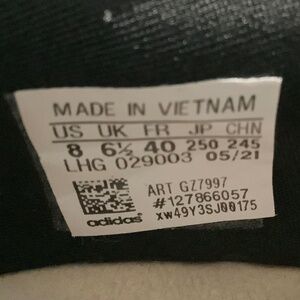 MADE IN VIETNAM
US UK FR JP CHN
8 6½ 40 250 245
LHG 029003 05/21
ART GZ7997
#127866057
adidas xw49Y3SJ00175